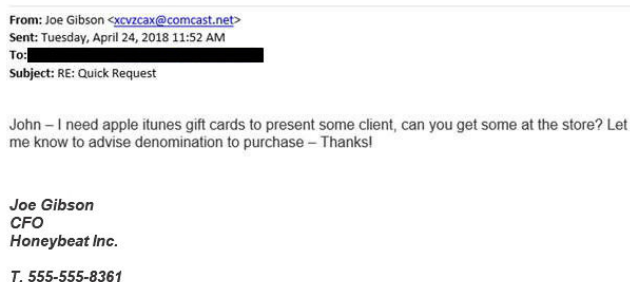 From: Joe Gibson <xcvzcax@comcast.net>
Sent: Tuesday, April 24, 2018 11:52 AM
To:
Subject: RE: Quick Request
John – I need apple itunes gift cards to present some client, can you get some at the store? Let
me know to advise denomination to purchase – Thanks!
Joe Gibson
CFO
Honeybeat Inc.
T. 555-555-8361